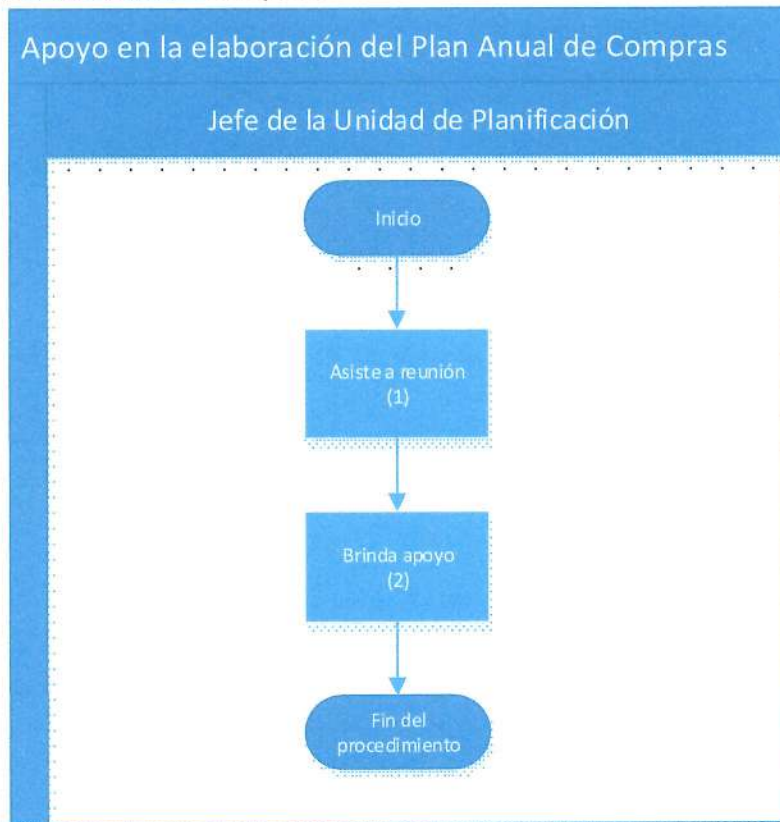 Apoyo en la elaboración del Plan Anual de Compras
Jefe de la Unidad de Planificación
Inicio
Asiste a reunión
(1)
Brinda apoyo
(2)
Fin del
procedimiento